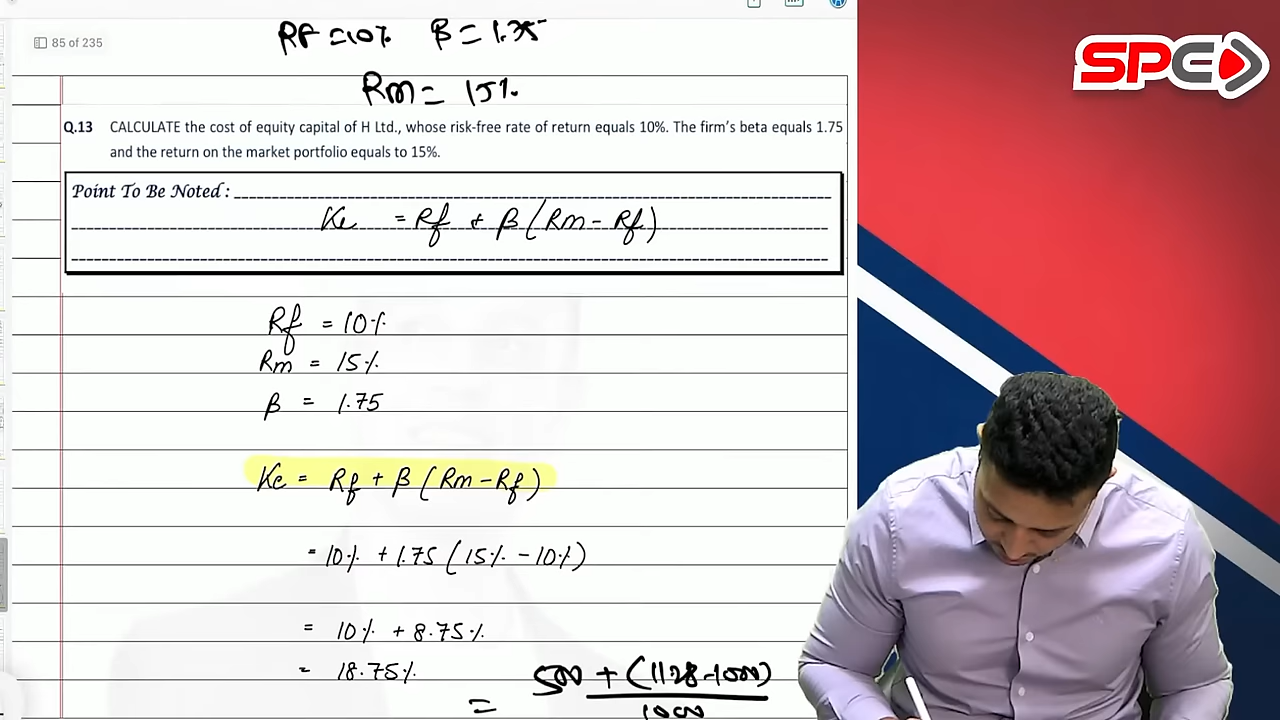 85 of 235
Rf = 10% β = 1.75
Rm = 15%
SPC
Q.13 CALCULATE the cost of equity capital of H Ltd., whose risk-free rate of return equals 10%. The firm's beta equals 1.75
and the return on the market portfolio equals to 15%.
Point To Be Noted :
Ke = Rf + β (Rm - Rf)
Rf = 10%
Rm = 15%
β = 1.75
Ke = Rf + β (Rm - Rf)
= 10% + 1.75 (15% - 10%)
= 10% + 8.75%
= 18.75%
= 500 + (1128-1000)
1000